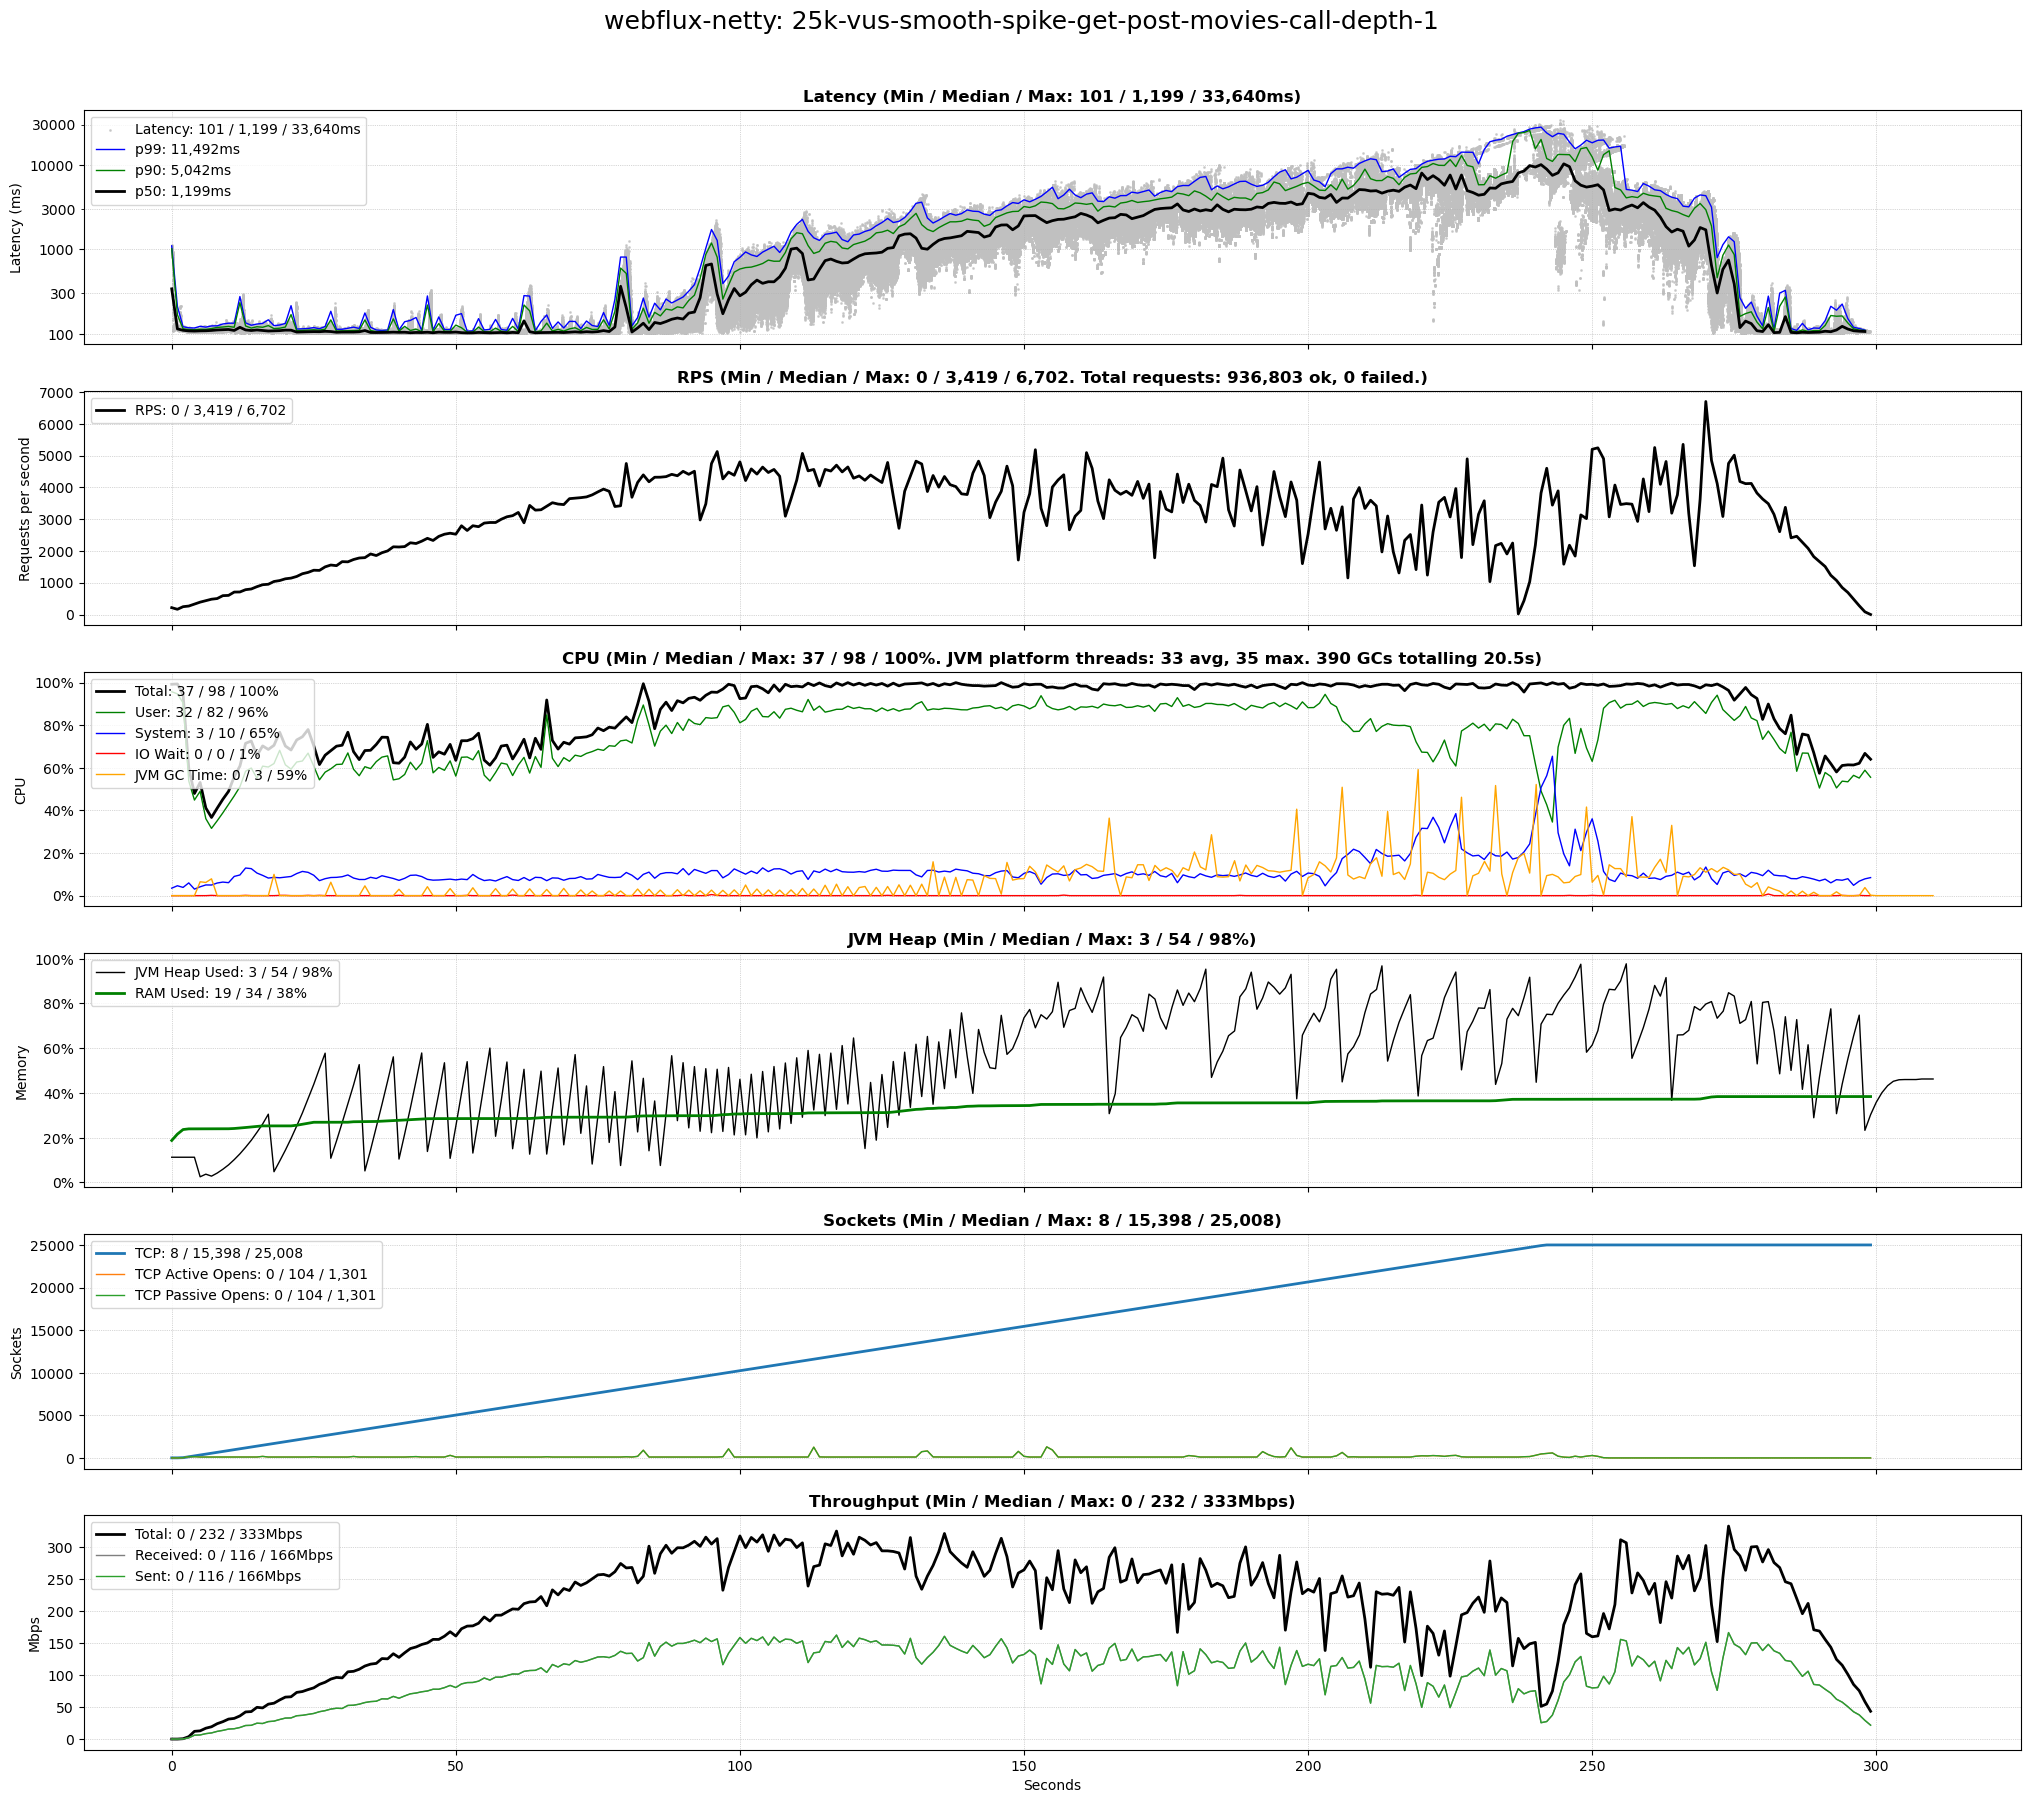 webflux-netty: 25k-vus-smooth-spike-get-post-movies-call-depth-1
Latency (Min / Median / Max: 101 / 1,199 / 33,640ms)
Latency (ms)
30000
10000
3000
1000
300
100
Latency: 101 / 1,199 / 33,640ms
p99: 11,492ms
p90: 5,042ms
p50: 1,199ms
RPS (Min / Median / Max: 0 / 3,419 / 6,702. Total requests: 936,803 ok, 0 failed.)
Requests per second
7000
6000
5000
4000
3000
2000
1000
0
RPS: 0 / 3,419 / 6,702
CPU (Min / Median / Max: 37 / 98 / 100%. JVM platform threads: 33 avg, 35 max. 390 GCs totalling 20.5s)
CPU
100%
80%
60%
40%
20%
0%
Total: 37 / 98 / 100%
User: 32 / 82 / 96%
System: 3 / 10 / 65%
IO Wait: 0 / 0 / 1%
JVM GC Time: 0 / 3 / 59%
JVM Heap (Min / Median / Max: 3 / 54 / 98%)
Memory
100%
80%
60%
40%
20%
0%
JVM Heap Used: 3 / 54 / 98%
RAM Used: 19 / 34 / 38%
Sockets (Min / Median / Max: 8 / 15,398 / 25,008)
Sockets
25000
20000
15000
10000
5000
0
TCP: 8 / 15,398 / 25,008
TCP Active Opens: 0 / 104 / 1,301
TCP Passive Opens: 0 / 104 / 1,301
Throughput (Min / Median / Max: 0 / 232 / 333Mbps)
Mbps
300
250
200
150
100
50
0
Total: 0 / 232 / 333Mbps
Received: 0 / 116 / 166Mbps
Sent: 0 / 116 / 166Mbps
0 50 100 150 200 250 300
Seconds